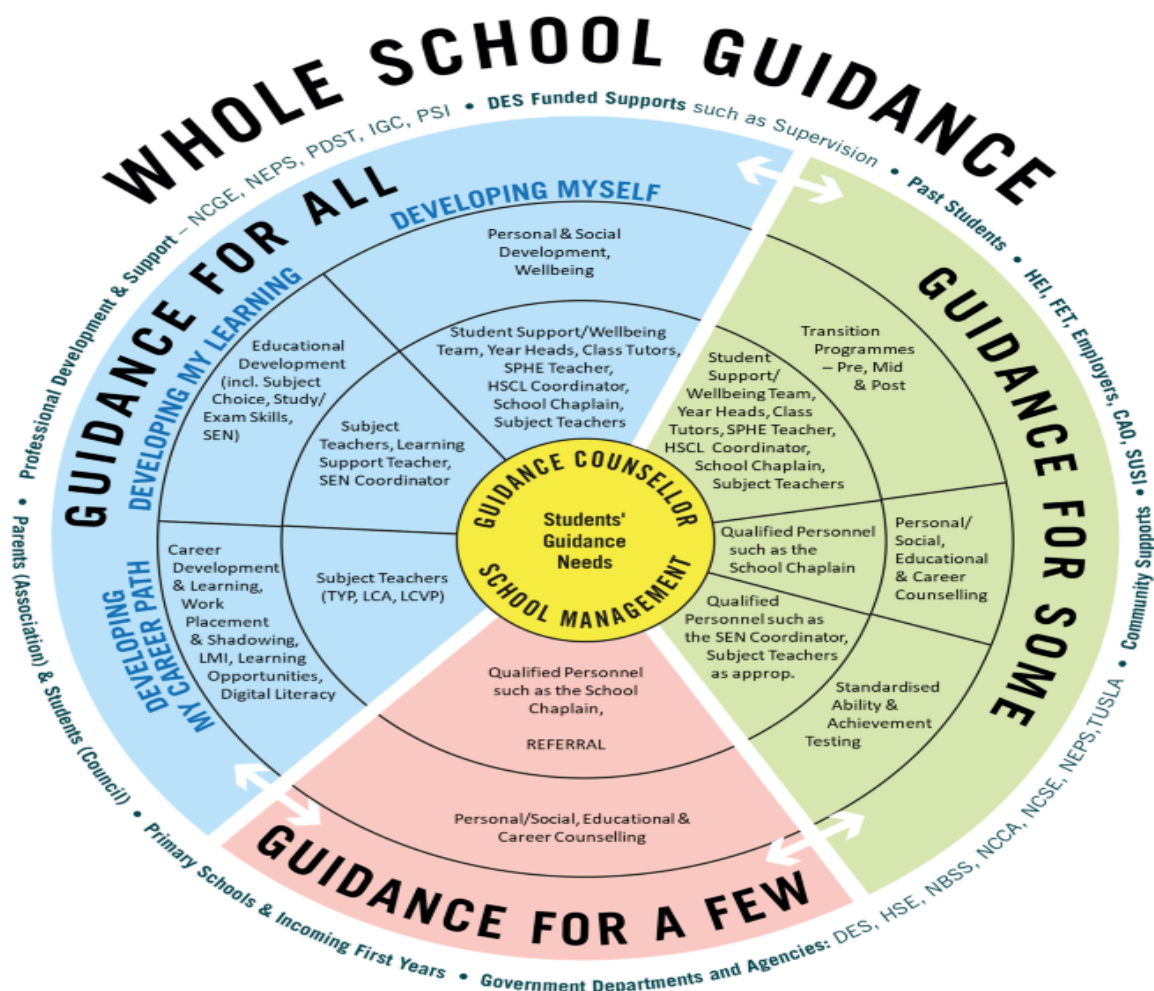 WHOLE SCHOOL GUIDANCE
Professional Development & Support – NCGE, NEPS, PDST, IGC, PSI • DES Funded Supports such as Supervision • Past Students • HEI, FET, Employers, CAO, SUSI •
Community Supports •
Government Departments and Agencies: DES, HSE, NBSS, NCCA, NCSE, NEPS,TUSLA •
Primary Schools & Incoming First Years •
Parents (Association) & Students (Council) •
GUIDANCE FOR ALL
DEVELOPING MYSELF
Personal & Social
Development,
Wellbeing
Student Support/Wellbeing
Team, Year Heads, Class Tutors,
SPHE Teacher,
HSCL Coordinator,
School Chaplain,
Subject Teachers
DEVELOPING MY LEARNING
Educational
Development
(incl. Subject
Choice, Study/
Exam Skills,
SEN)
Subject
Teachers, Learning
Support Teacher,
SEN Coordinator
DEVELOPING
MY CAREER PATH
Career
Development
& Learning,
Work
Placement
& Shadowing,
LMI, Learning
Opportunities,
Digital Literacy
Subject Teachers
(TYP, LCA, LCVP)
GUIDANCE FOR SOME
Transition
Programmes
– Pre, Mid
& Post
Student
Support/
Wellbeing Team,
Year Heads, Class
Tutors, SPHE Teacher,
HSCL Coordinator,
School Chaplain,
Subject Teachers
Qualified Personnel
such as the
School Chaplain
Personal/
Social,
Educational
& Career
Counselling
Qualified
Personnel such as
the SEN Coordinator,
Subject Teachers
as approp.
Standardised
Ability &
Achievement
Testing
GUIDANCE COUNSELLOR
Students'
Guidance
Needs
SCHOOL MANAGEMENT
Qualified Personnel
such as the School
Chaplain,
REFERRAL
Personal/Social, Educational &
Career Counselling
GUIDANCE FOR A FEW